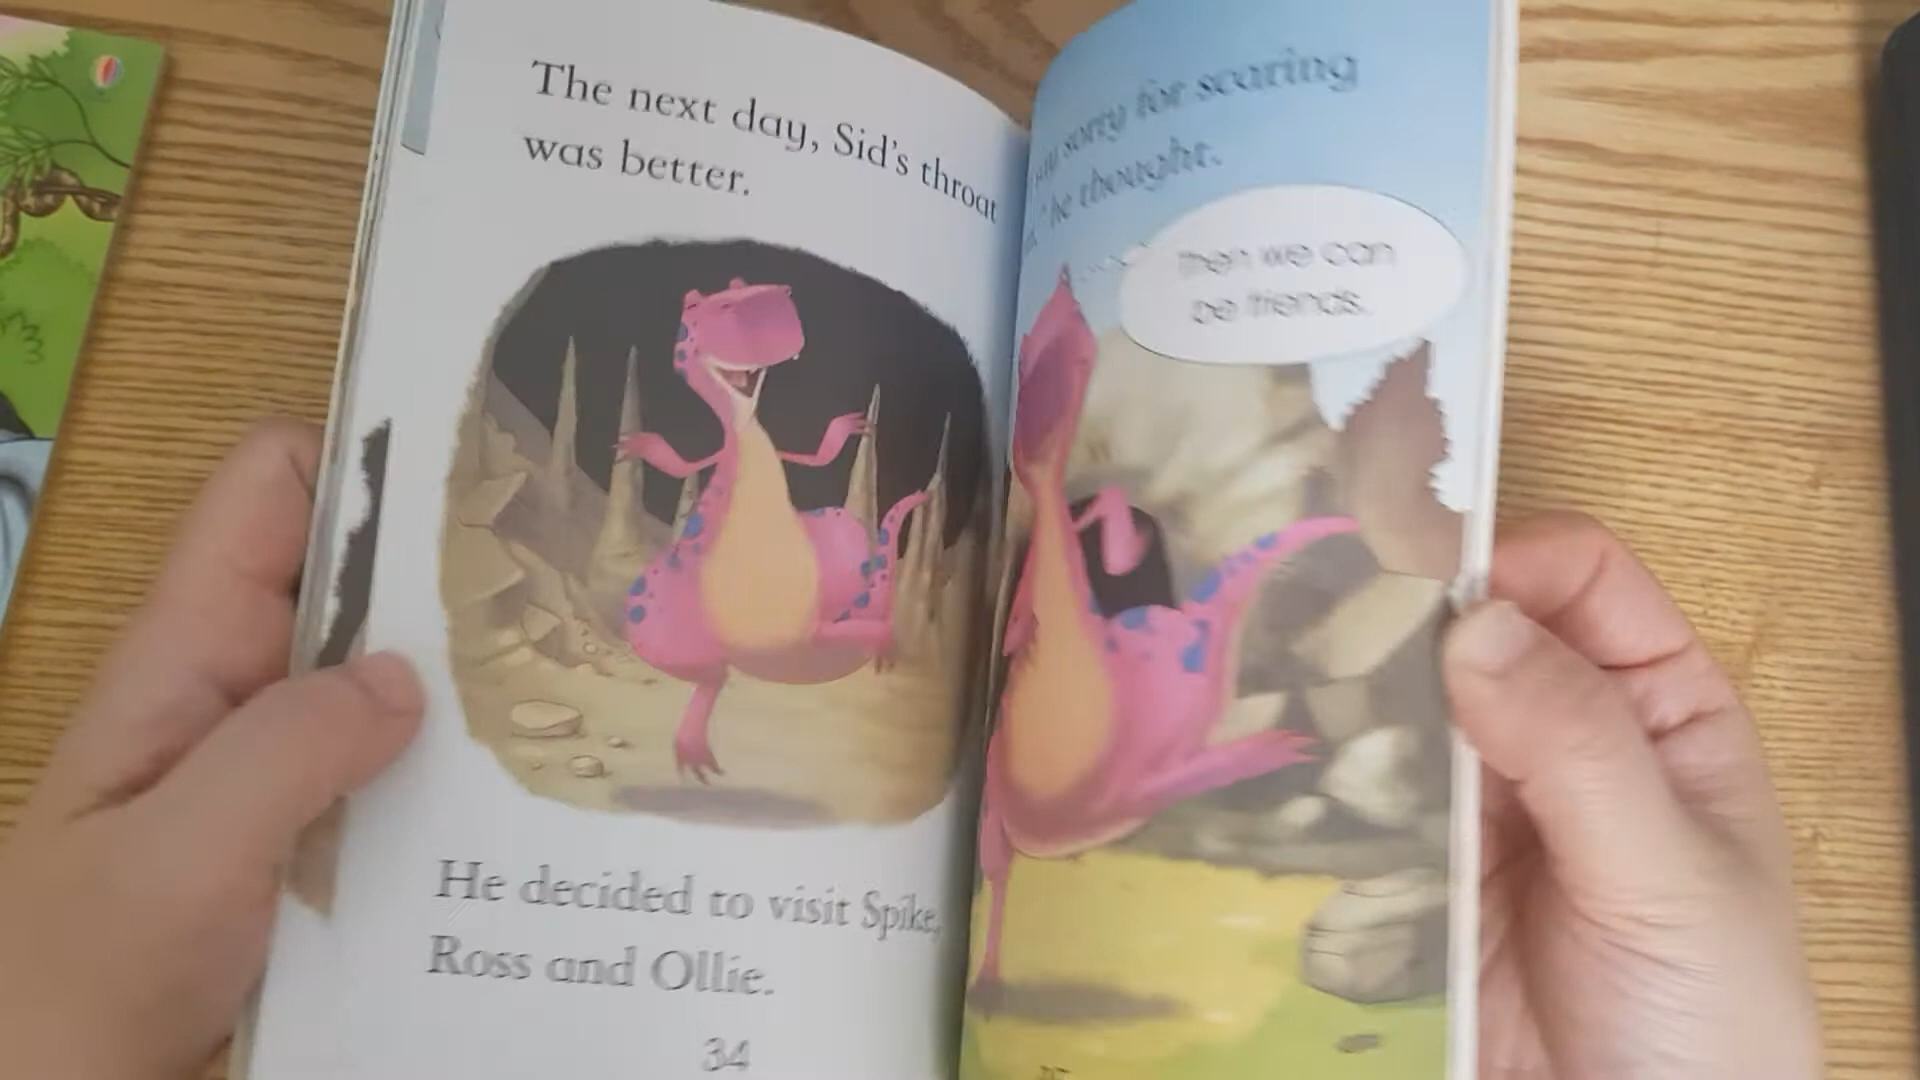 The next day, Sid's throat
was better.
He decided to visit Spike,
Ross and Ollie.
34
sorry for scaring
he thought.
Then we can
be friends.